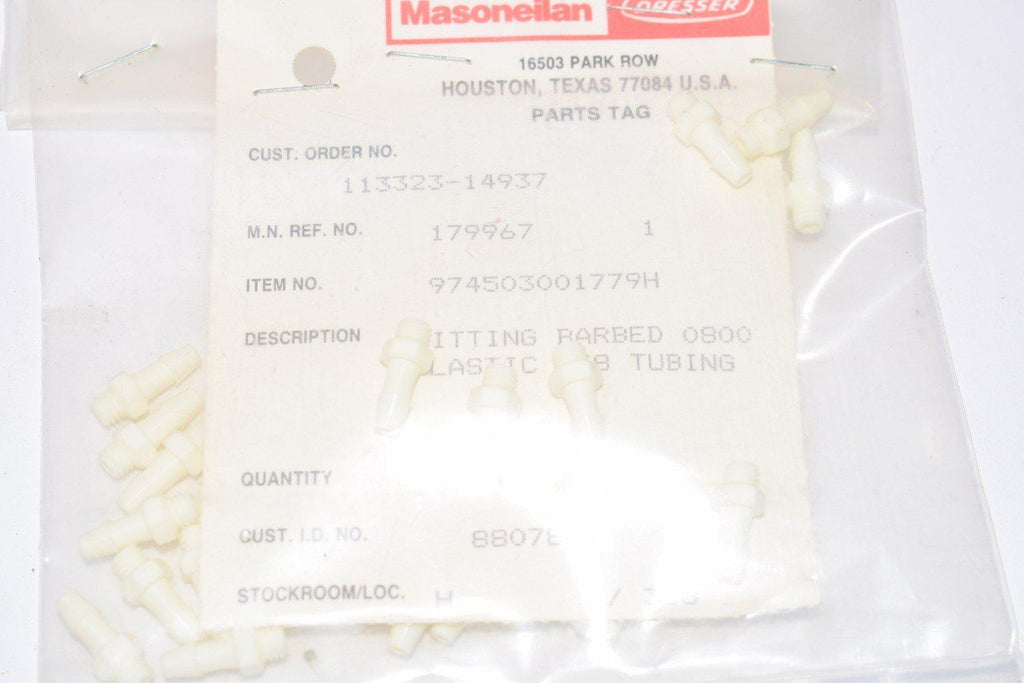 Masoneilan DRESSER
16503 PARK ROW
HOUSTON, TEXAS 77084 U.S.A.
PARTS TAG
CUST. ORDER NO.
113323-14937
M.N. REF. NO. 179967 1
ITEM NO. 974503001779H
DESCRIPTION ITTING BARBED 0800
LASTIC TUBING
QUANTITY
CUST. I.D. NO. 8807
STOCKROOM/LOC. H